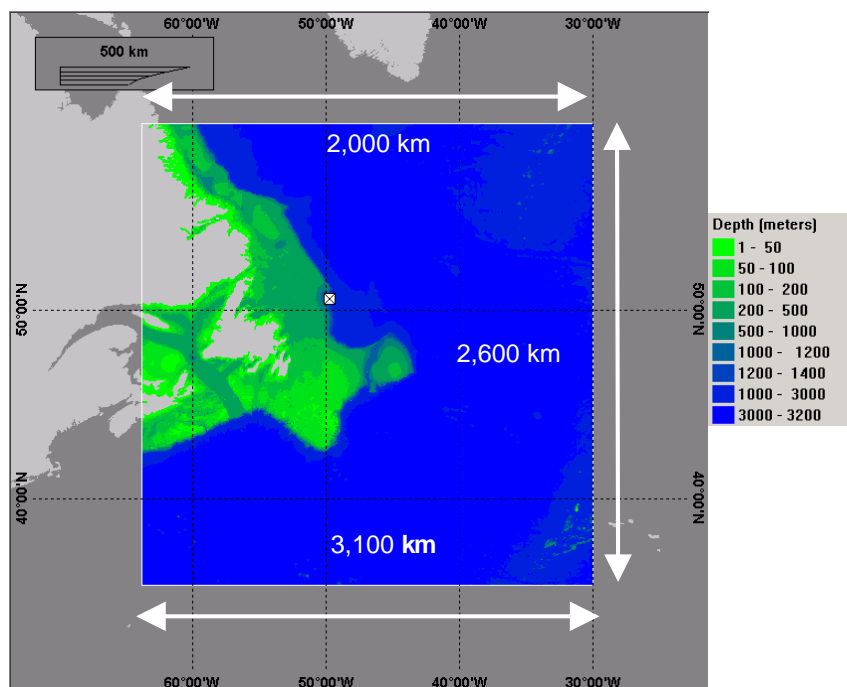 60°00'W 50°00'W 40°00'W 30°00'W
500 km
2,000 km
Depth (meters)
1 - 50
50 - 100
100 - 200
200 - 500
500 - 1000
1000 - 1200
1200 - 1400
1000 - 3000
3000 - 3200
50°00'N 50°00'N
2,600 km
40°00'N 40°00'N
3,100 km
60°00'W 50°00'W 40°00'W 30°00'W